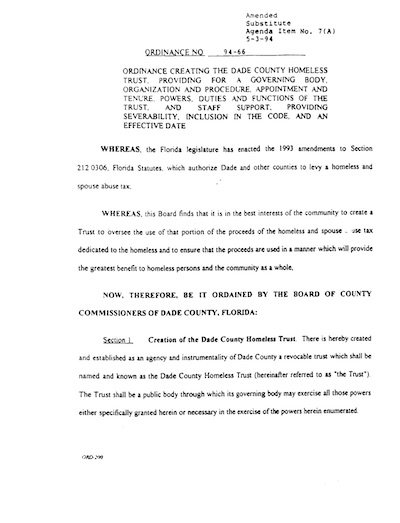 Amended
Substitute
Agenda Item No. 7(A)
5-3-94
ORDINANCE NO 94-66
ORDINANCE CREATING THE DADE COUNTY HOMELESS
TRUST, PROVIDING FOR A GOVERNING BODY,
ORGANIZATION AND PROCEDURE, APPOINTMENT AND
TENURE, POWERS, DUTIES AND FUNCTIONS OF THE
TRUST, AND STAFF SUPPORT, PROVIDING
SEVERABILITY, INCLUSION IN THE CODE, AND AN
EFFECTIVE DATE
WHEREAS, the Florida legislature has enacted the 1993 amendments to Section
212.0306, Florida Statutes, which authorize Dade and other counties to levy a homeless and
spouse abuse tax.
WHEREAS, this Board finds that it is in the best interests of the community to create a
Trust to oversee the use of that portion of the proceeds of the homeless and spouse use tax
dedicated to the homeless and to ensure that the proceeds are used in a manner which will provide
the greatest benefit to homeless persons and the community as a whole,
NOW, THEREFORE, BE IT ORDAINED BY THE BOARD OF COUNTY
COMMISSIONERS OF DADE COUNTY, FLORIDA:
Section 1. Creation of the Dade County Homeless Trust. There is hereby created
and established as an agency and instrumentality of Dade County a revocable trust which shall be
named and known as the Dade County Homeless Trust (hereinafter referred to as "the Trust").
The Trust shall be a public body through which its governing body may exercise all those powers
either specifically granted herein or necessary in the exercise of the powers herein enumerated.
ORD-200